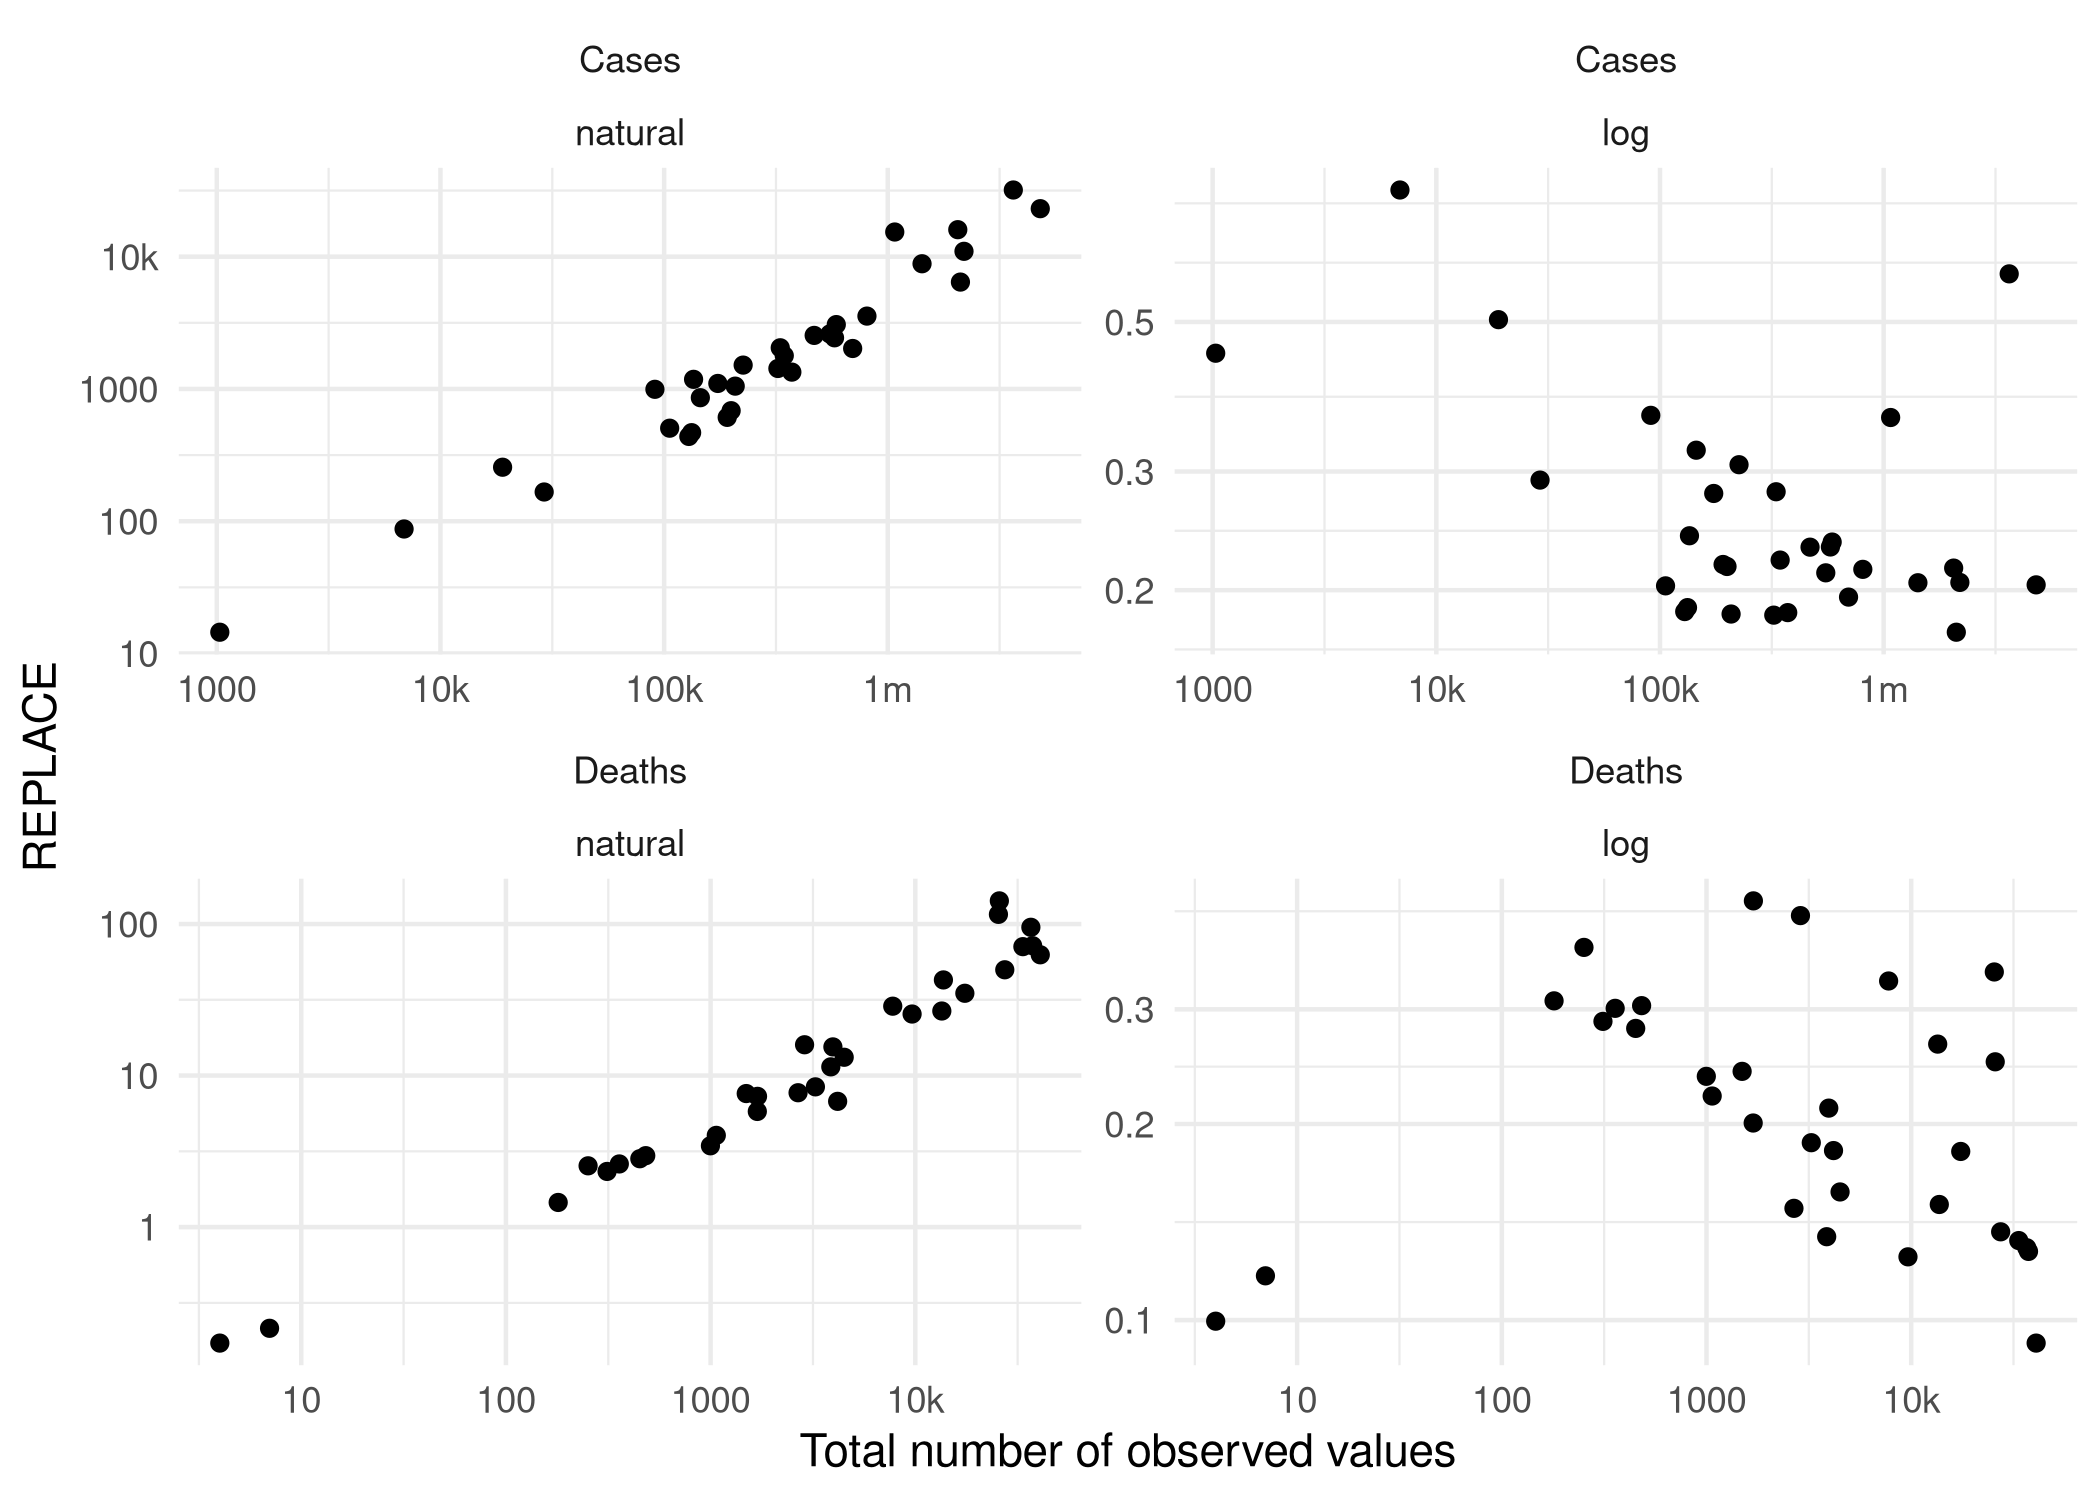 Cases
natural
10k
1000
100
10
1000 10k 100k 1m
Cases
log
0.5
0.3
0.2
1000 10k 100k 1m
REPLACE
Deaths
natural
100
10
1
10 100 1000 10k
Deaths
log
0.3
0.2
0.1
10 100 1000 10k
Total number of observed values